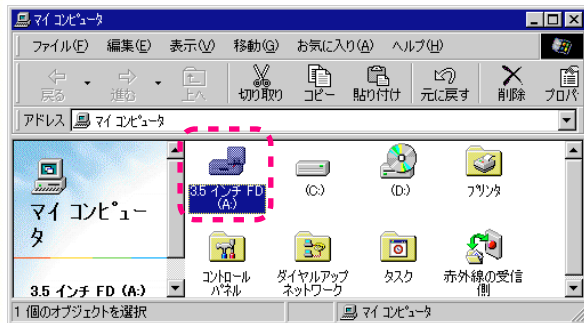 マイ コンピュータ
ファイル(F) 編集(E) 表示(V) 移動(G) お気に入り(A) ヘルプ(H)
戻る 進む 上へ 切り取り コピー 貼り付け 元に戻す 削除 プロパ
アドレス マイ コンピュータ
マイ コンピュー
タ
3.5 インチ FD (A:)
3.5 インチ FD
(A:)
(C:)
(D:)
プリンタ
コントロール
パネル
ダイヤルアップ
ネットワーク
タスク
赤外線の受信
側
1 個のオブジェクトを選択
マイ コンピュータ